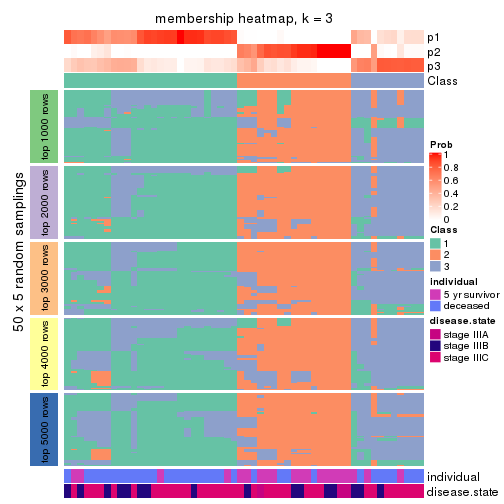 membership heatmap, k = 3
p1
p2
p3
Class
50 x 5 random samplings
top 1000 rows
top 2000 rows
top 3000 rows
top 4000 rows
top 5000 rows
Prob
1
0.8
0.6
0.4
0.2
0
Class
1
2
3
individual
5 yr survivor
deceased
disease.state
stage IIIA
stage IIIB
stage IIIC
individual
disease.state